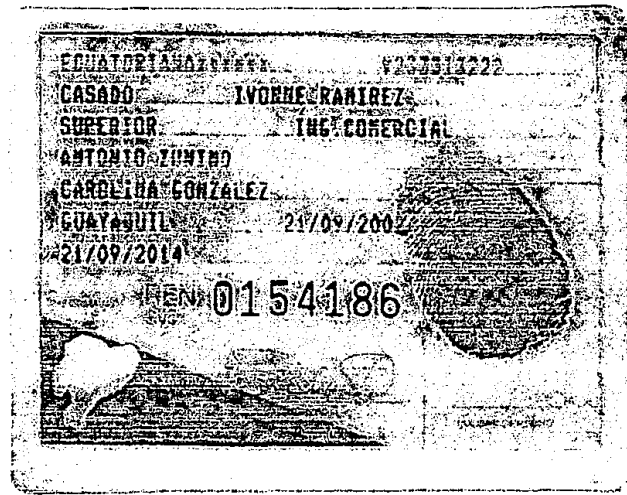 ECUATORIANA****** V233313222
CASADO IVONNE RAMIREZ
SUPERIOR ING. COMERCIAL
ANTONIO ZUNINO
CAROLINA GONZALEZ
GUAYAQUIL 21/09/2002
21/09/2014
REN 0154186